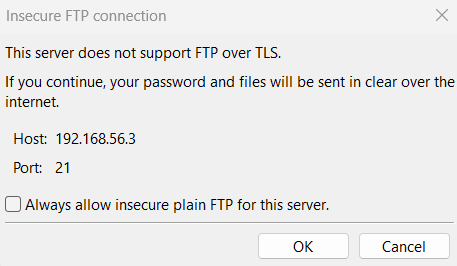 Insecure FTP connection
This server does not support FTP over TLS.
If you continue, your password and files will be sent in clear over the
internet.
Host: 192.168.56.3
Port: 21
Always allow insecure plain FTP for this server.
OK Cancel